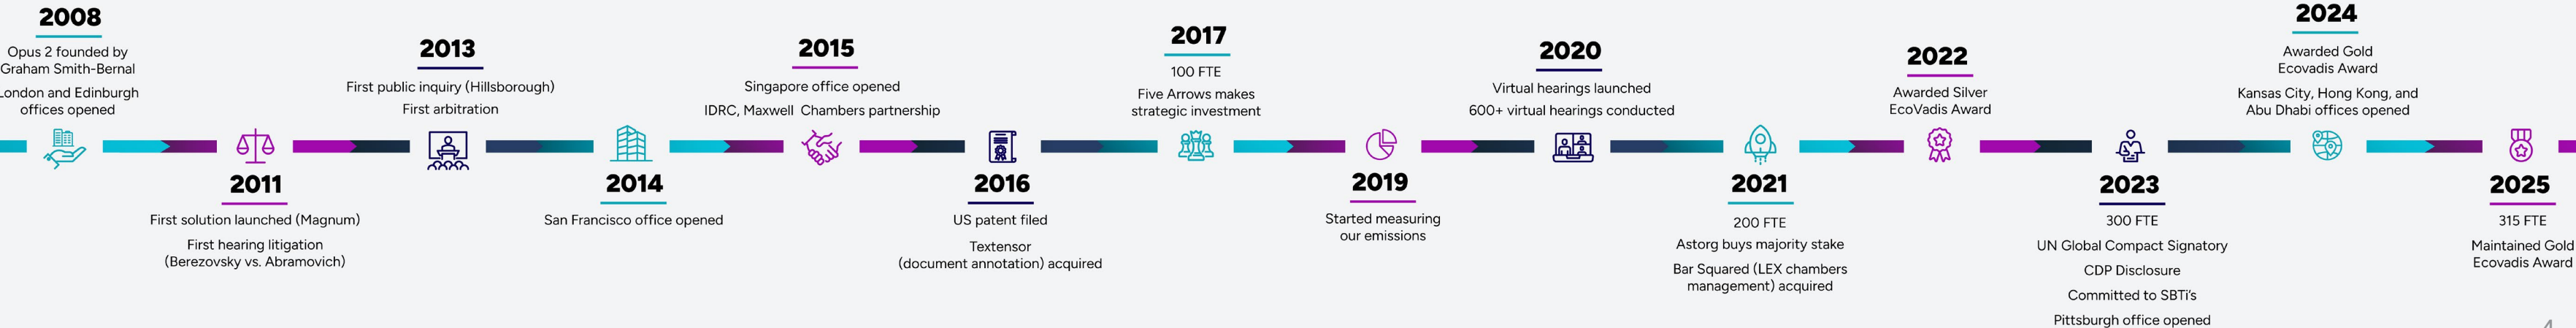 2008
Opus 2 founded by
Graham Smith-Bernal
London and Edinburgh
offices opened
2011
First solution launched (Magnum)
First hearing litigation
(Berezovsky vs. Abramovich)
2013
First public inquiry (Hillsborough)
First arbitration
2014
San Francisco office opened
2015
Singapore office opened
IDRC, Maxwell Chambers partnership
2016
US patent filed
Textensor
(document annotation) acquired
2017
100 FTE
Five Arrows makes
strategic investment
2019
Started measuring
our emissions
2020
Virtual hearings launched
600+ virtual hearings conducted
2021
200 FTE
Astorg buys majority stake
Bar Squared (LEX chambers
management) acquired
2022
Awarded Silver
EcoVadis Award
2023
300 FTE
UN Global Compact Signatory
CDP Disclosure
Committed to SBTi's
Pittsburgh office opened
2024
Awarded Gold
Ecovadis Award
Kansas City, Hong Kong, and
Abu Dhabi offices opened
2025
315 FTE
Maintained Gold
Ecovadis Award